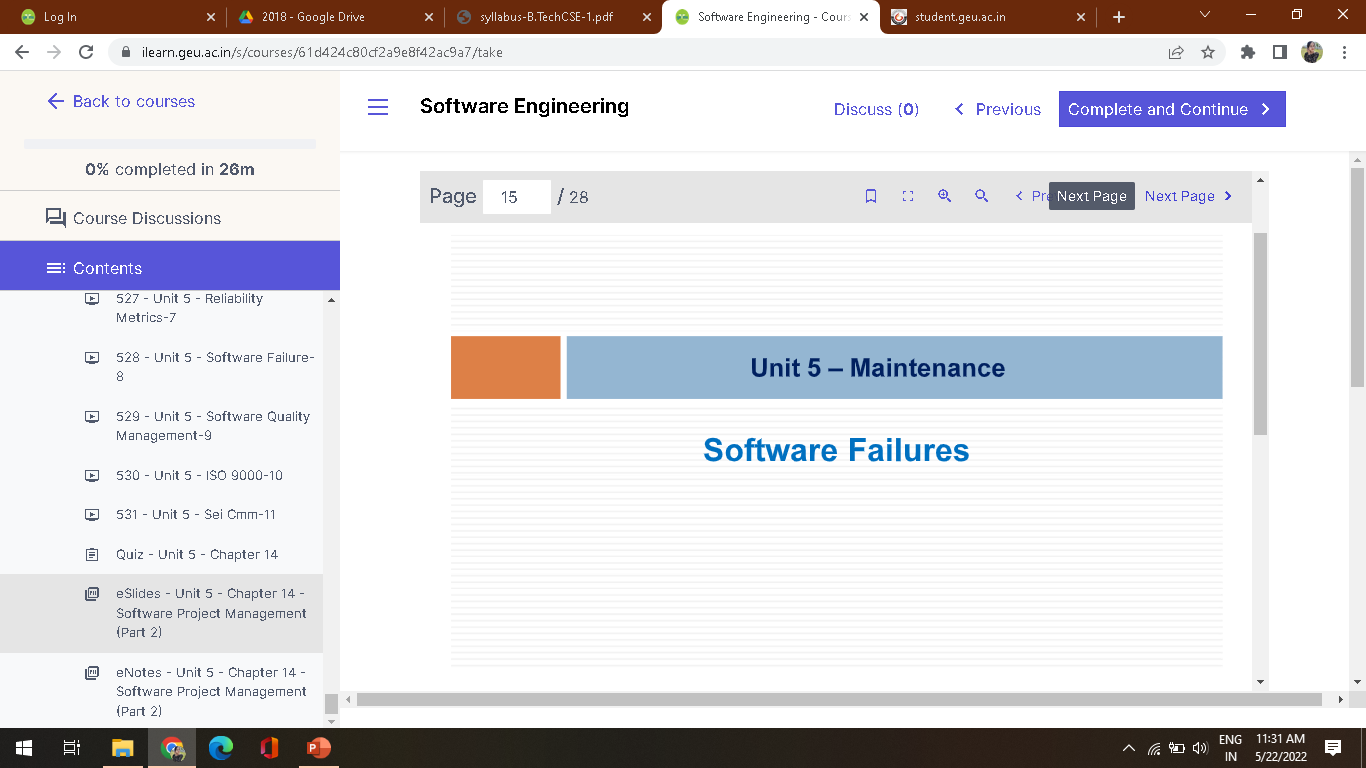 Log In
2018 - Google Drive
syllabus-B.TechCSE-1.pdf
Software Engineering - Cour
student.geu.ac.in
ilearn.geu.ac.in/s/courses/61d424c80cf2a9e8f42ac9a7/take
Back to courses
0% completed in 26m
Course Discussions
Contents
527 - Unit 5 - Reliability
Metrics-7
528 - Unit 5 - Software Failure-
8
529 - Unit 5 - Software Quality
Management-9
530 - Unit 5 - ISO 9000-10
531 - Unit 5 - Sei Cmm-11
Quiz - Unit 5 - Chapter 14
eSlides - Unit 5 - Chapter 14 -
Software Project Management
(Part 2)
eNotes - Unit 5 - Chapter 14 -
Software Project Management
(Part 2)
Software Engineering
Discuss (0)
Previous
Complete and Continue
Page 15 / 28
Pre
Next Page
Next Page
Unit 5 – Maintenance
Software Failures
ENG
IN
11:31 AM
5/22/2022